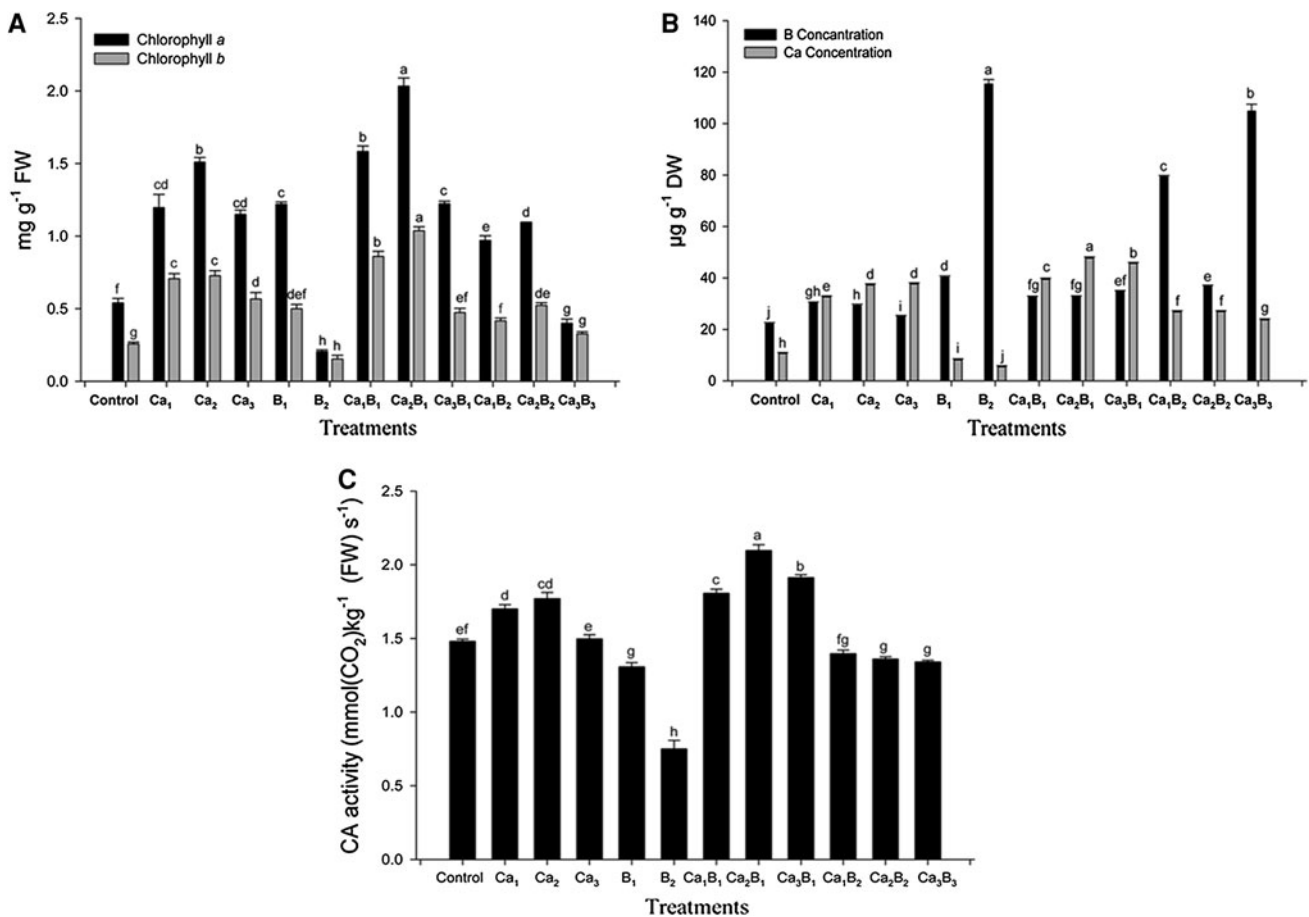 A
2.5
2.0
1.5
1.0
0.5
0.0
mg g⁻¹ FW
Chlorophyll a
Chlorophyll b
f g
cd c
b c
cd d
c def
h h
b b
a a
c ef
e f
d de
g g
Control Ca₁ Ca₂ Ca₃ B₁ B₂ Ca₁B₁ Ca₂B₁ Ca₃B₁ Ca₁B₂ Ca₂B₂ Ca₃B₃
Treatments
B
140
120
100
80
60
40
20
0
µg g⁻¹ DW
B Concantration
Ca Concentration
j h
gh e
h d
i d
d i
a j
fg c
fg a
ef b
c f
e f
b g
Control Ca₁ Ca₂ Ca₃ B₁ B₂ Ca₁B₁ Ca₂B₁ Ca₃B₁ Ca₁B₂ Ca₂B₂ Ca₃B₃
Treatments
C
2.5
2.0
1.5
1.0
0.5
0.0
CA activity (mmol(CO₂)kg⁻¹ (FW) s⁻¹)
ef d cd e g h c a b fg g g
Control Ca₁ Ca₂ Ca₃ B₁ B₂ Ca₁B₁ Ca₂B₁ Ca₃B₁ Ca₁B₂ Ca₂B₂ Ca₃B₃
Treatments